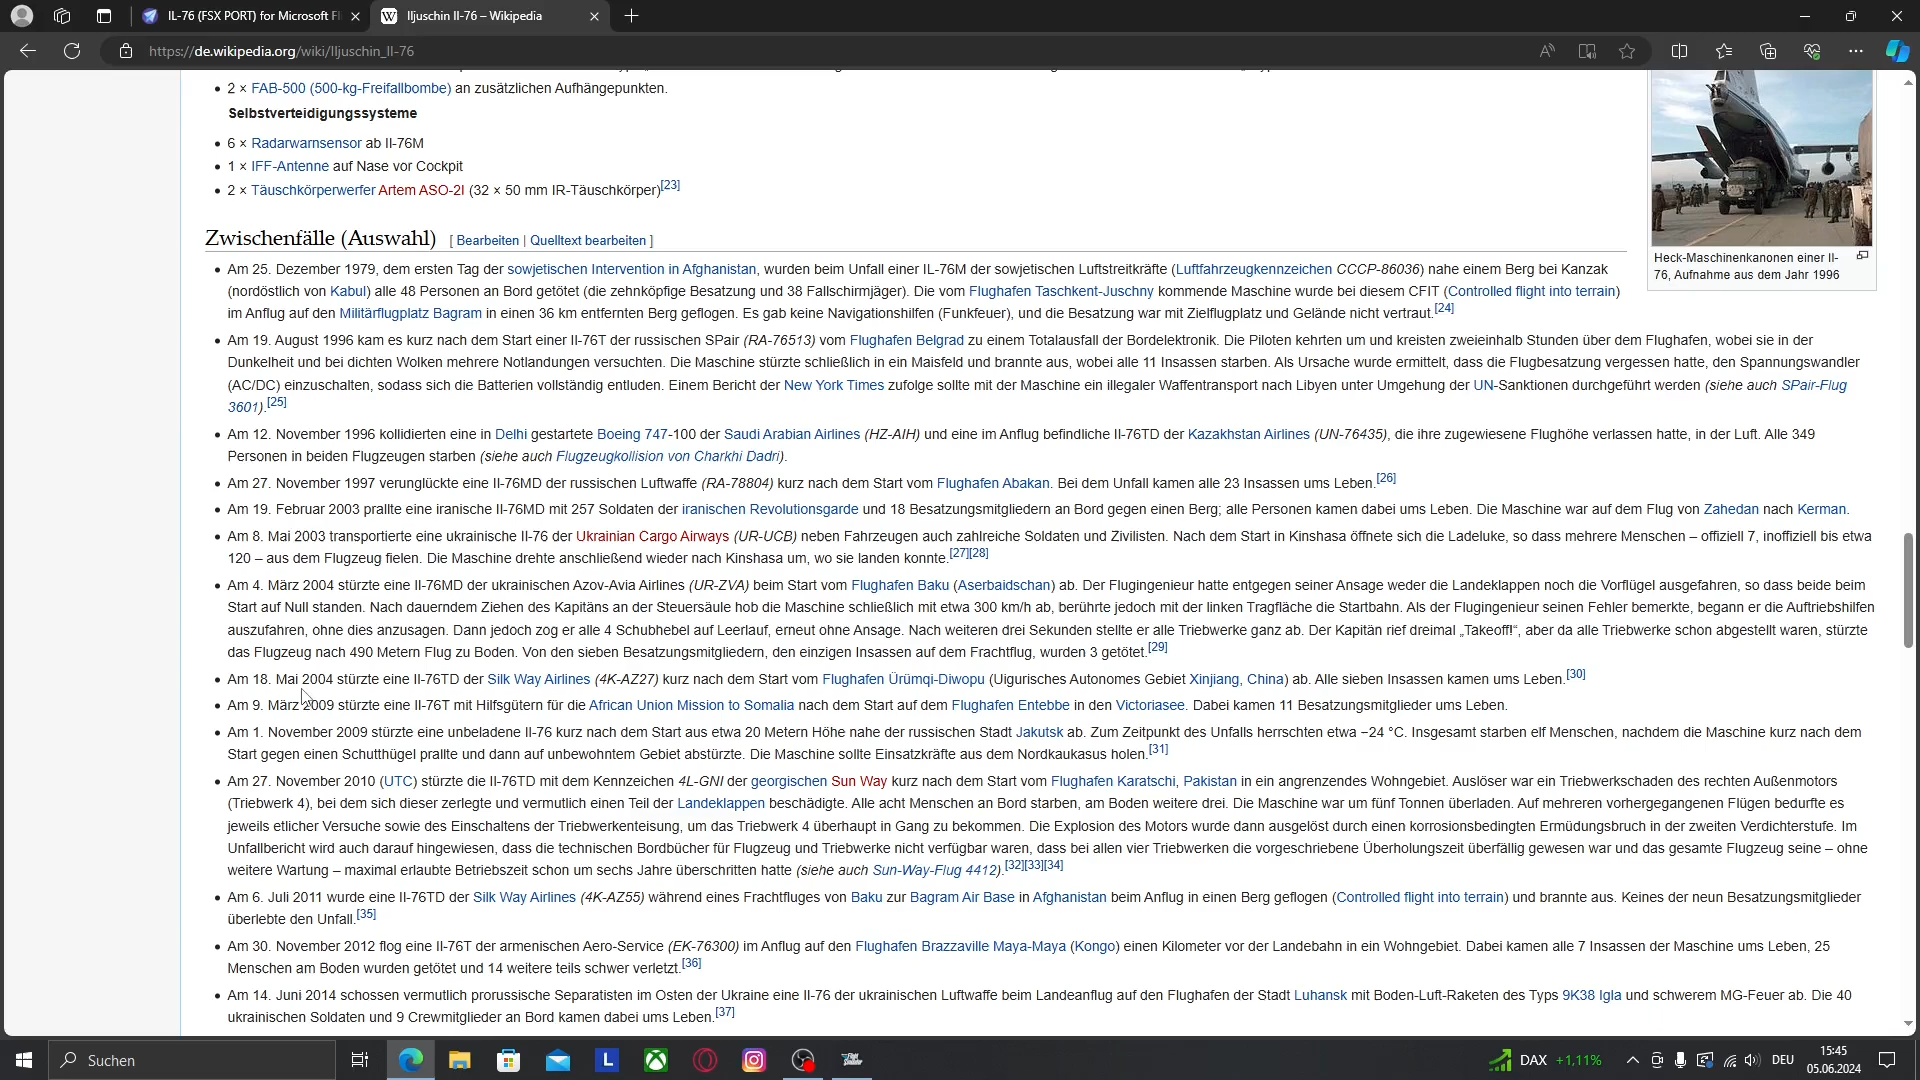 IL-76 (FSX PORT) for Microsoft Fli
Iljuschin Il-76 – Wikipedia
https://de.wikipedia.org/wiki/Iljuschin_Il-76
• 2 × FAB-500 (500-kg-Freifallbombe) an zusätzlichen Aufhängepunkten.
Selbstverteidigungssysteme
• 6 × Radarwarnsensor ab Il-76M
• 1 × IFF-Antenne auf Nase vor Cockpit
• 2 × Täuschkörperwerfer Artem ASO-2I (32 × 50 mm IR-Täuschkörper)[23]
Heck-Maschinenkanonen einer Il-
76, Aufnahme aus dem Jahr 1996
Zwischenfälle (Auswahl) [ Bearbeiten | Quelltext bearbeiten ]
• Am 25. Dezember 1979, dem ersten Tag der sowjetischen Intervention in Afghanistan, wurden beim Unfall einer IL-76M der sowjetischen Luftstreitkräfte (Luftfahrzeugkennzeichen CCCP-86036) nahe einem Berg bei Kanzak
(nordöstlich von Kabul) alle 48 Personen an Bord getötet (die zehnköpfige Besatzung und 38 Fallschirmjäger). Die vom Flughafen Taschkent-Juschny kommende Maschine wurde bei diesem CFIT (Controlled flight into terrain)
im Anflug auf den Militärflugplatz Bagram in einen 36 km entfernten Berg geflogen. Es gab keine Navigationshilfen (Funkfeuer), und die Besatzung war mit Zielflugplatz und Gelände nicht vertraut.[24]
• Am 19. August 1996 kam es kurz nach dem Start einer Il-76T der russischen SPair (RA-76513) vom Flughafen Belgrad zu einem Totalausfall der Bordelektronik. Die Piloten kehrten um und kreisten zweieinhalb Stunden über dem Flughafen, wobei sie in der
Dunkelheit und bei dichten Wolken mehrere Notlandungen versuchten. Die Maschine stürzte schließlich in ein Maisfeld und brannte aus, wobei alle 11 Insassen starben. Als Ursache wurde ermittelt, dass die Flugbesatzung vergessen hatte, den Spannungswandler
(AC/DC) einzuschalten, sodass sich die Batterien vollständig entluden. Einem Bericht der New York Times zufolge sollte mit der Maschine ein illegaler Waffentransport nach Libyen unter Umgehung der UN-Sanktionen durchgeführt werden (siehe auch SPair-Flug
3601).[25]
• Am 12. November 1996 kollidierten eine in Delhi gestartete Boeing 747-100 der Saudi Arabian Airlines (HZ-AIH) und eine im Anflug befindliche Il-76TD der Kazakhstan Airlines (UN-76435), die ihre zugewiesene Flughöhe verlassen hatte, in der Luft. Alle 349
Personen in beiden Flugzeugen starben (siehe auch Flugzeugkollision von Charkhi Dadri).
• Am 27. November 1997 verunglückte eine Il-76MD der russischen Luftwaffe (RA-78804) kurz nach dem Start vom Flughafen Abakan. Bei dem Unfall kamen alle 23 Insassen ums Leben.[26]
• Am 19. Februar 2003 prallte eine iranische Il-76MD mit 257 Soldaten der iranischen Revolutionsgarde und 18 Besatzungsmitgliedern an Bord gegen einen Berg; alle Personen kamen dabei ums Leben. Die Maschine war auf dem Flug von Zahedan nach Kerman.
• Am 8. Mai 2003 transportierte eine ukrainische Il-76 der Ukrainian Cargo Airways (UR-UCB) neben Fahrzeugen auch zahlreiche Soldaten und Zivilisten. Nach dem Start in Kinshasa öffnete sich die Ladeluke, so dass mehrere Menschen – offiziell 7, inoffiziell bis etwa
120 – aus dem Flugzeug fielen. Die Maschine drehte anschließend wieder nach Kinshasa um, wo sie landen konnte.[27][28]
• Am 4. März 2004 stürzte eine Il-76MD der ukrainischen Azov-Avia Airlines (UR-ZVA) beim Start vom Flughafen Baku (Aserbaidschan) ab. Der Flugingenieur hatte entgegen seiner Ansage weder die Landeklappen noch die Vorflügel ausgefahren, so dass beide beim
Start auf Null standen. Nach dauerndem Ziehen des Kapitäns an der Steuersäule hob die Maschine schließlich mit etwa 300 km/h ab, berührte jedoch mit der linken Tragfläche die Startbahn. Als der Flugingenieur seinen Fehler bemerkte, begann er die Auftriebshilfen
auszufahren, ohne dies anzusagen. Dann jedoch zog er alle 4 Schubhebel auf Leerlauf, erneut ohne Ansage. Nach weiteren drei Sekunden stellte er alle Triebwerke ganz ab. Der Kapitän rief dreimal „Takeoff!“, aber da alle Triebwerke schon abgestellt waren, stürzte
das Flugzeug nach 490 Metern Flug zu Boden. Von den sieben Besatzungsmitgliedern, den einzigen Insassen auf dem Frachtflug, wurden 3 getötet.[29]
• Am 18. Mai 2004 stürzte eine Il-76TD der Silk Way Airlines (4K-AZ27) kurz nach dem Start vom Flughafen Ürümqi-Diwopu (Uigurisches Autonomes Gebiet Xinjiang, China) ab. Alle sieben Insassen kamen ums Leben.[30]
• Am 9. März 2009 stürzte eine Il-76T mit Hilfsgütern für die African Union Mission to Somalia nach dem Start auf dem Flughafen Entebbe in den Victoriasee. Dabei kamen 11 Besatzungsmitglieder ums Leben.
• Am 1. November 2009 stürzte eine unbeladene Il-76 kurz nach dem Start aus etwa 20 Metern Höhe nahe der russischen Stadt Jakutsk ab. Zum Zeitpunkt des Unfalls herrschten etwa −24 °C. Insgesamt starben elf Menschen, nachdem die Maschine kurz nach dem
Start gegen einen Schutthügel prallte und dann auf unbewohntem Gebiet abstürzte. Die Maschine sollte Einsatzkräfte aus dem Nordkaukasus holen.[31]
• Am 27. November 2010 (UTC) stürzte die Il-76TD mit dem Kennzeichen 4L-GNI der georgischen Sun Way kurz nach dem Start vom Flughafen Karatschi, Pakistan in ein angrenzendes Wohngebiet. Auslöser war ein Triebwerkschaden des rechten Außenmotors
(Triebwerk 4), bei dem sich dieser zerlegte und vermutlich einen Teil der Landeklappen beschädigte. Alle acht Menschen an Bord starben, am Boden weitere drei. Die Maschine war um fünf Tonnen überladen. Auf mehreren vorhergegangenen Flügen bedurfte es
jeweils etlicher Versuche sowie des Einschaltens der Triebwerkenteisung, um das Triebwerk 4 überhaupt in Gang zu bekommen. Die Explosion des Motors wurde dann ausgelöst durch einen korrosionsbedingten Ermüdungsbruch in der zweiten Verdichterstufe. Im
Unfallbericht wird auch darauf hingewiesen, dass die technischen Bordbücher für Flugzeug und Triebwerke nicht verfügbar waren, dass bei allen vier Triebwerken die vorgeschriebene Überholungszeit überfällig gewesen war und das gesamte Flugzeug seine – ohne
weitere Wartung – maximal erlaubte Betriebszeit schon um sechs Jahre überschritten hatte (siehe auch Sun-Way-Flug 4412).[32][33][34]
• Am 6. Juli 2011 wurde eine Il-76TD der Silk Way Airlines (4K-AZ55) während eines Frachtfluges von Baku zur Bagram Air Base in Afghanistan beim Anflug in einen Berg geflogen (Controlled flight into terrain) und brannte aus. Keines der neun Besatzungsmitglieder
überlebte den Unfall.[35]
• Am 30. November 2012 flog eine Il-76T der armenischen Aero-Service (EK-76300) im Anflug auf den Flughafen Brazzaville Maya-Maya (Kongo) einen Kilometer vor der Landebahn in ein Wohngebiet. Dabei kamen alle 7 Insassen der Maschine ums Leben, 25
Menschen am Boden wurden getötet und 14 weitere teils schwer verletzt.[36]
• Am 14. Juni 2014 schossen vermutlich prorussische Separatisten im Osten der Ukraine eine Il-76 der ukrainischen Luftwaffe beim Landeanflug auf den Flughafen der Stadt Luhansk mit Boden-Luft-Raketen des Typs 9K38 Igla und schwerem MG-Feuer ab. Die 40
ukrainischen Soldaten und 9 Crewmitglieder an Bord kamen dabei ums Leben.[37]
Suchen
DAX +1,11%
DEU
15:45
05.06.2024